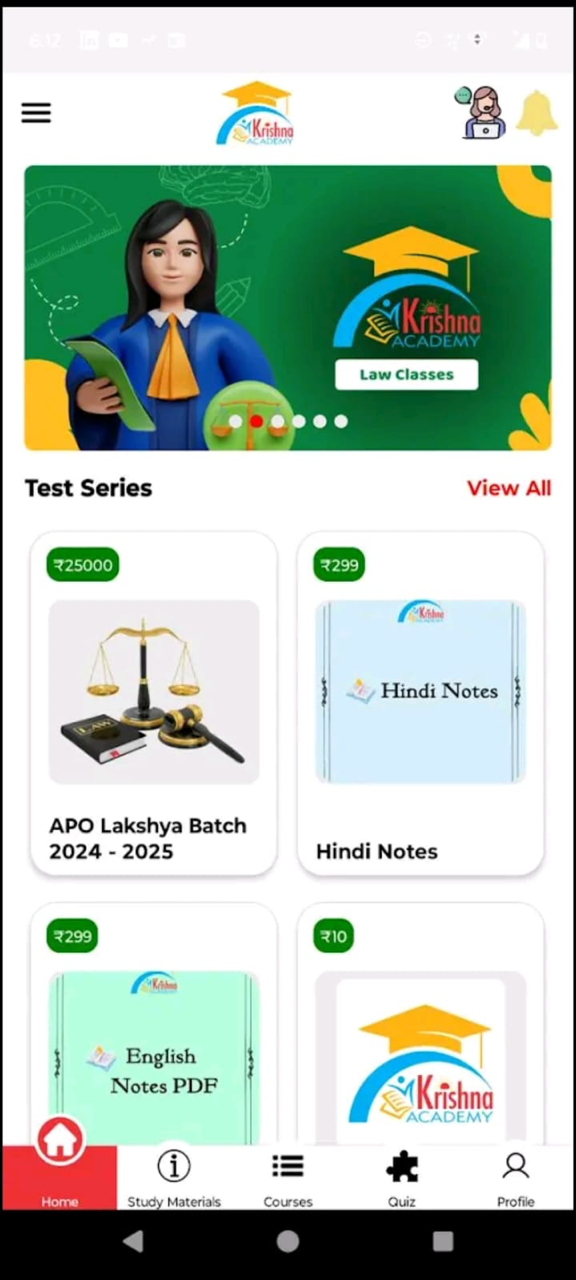 6:12
Krishna
ACADEMY
Krishna
ACADEMY
Law Classes
Test Series
View All
₹25000
₹299
LAW
Krishna
Hindi Notes
APO Lakshya Batch
2024 - 2025
Hindi Notes
₹299
₹10
Krishna
English
Notes PDF
Krishna
ACADEMY
Home
Study Materials
Courses
Quiz
Profile